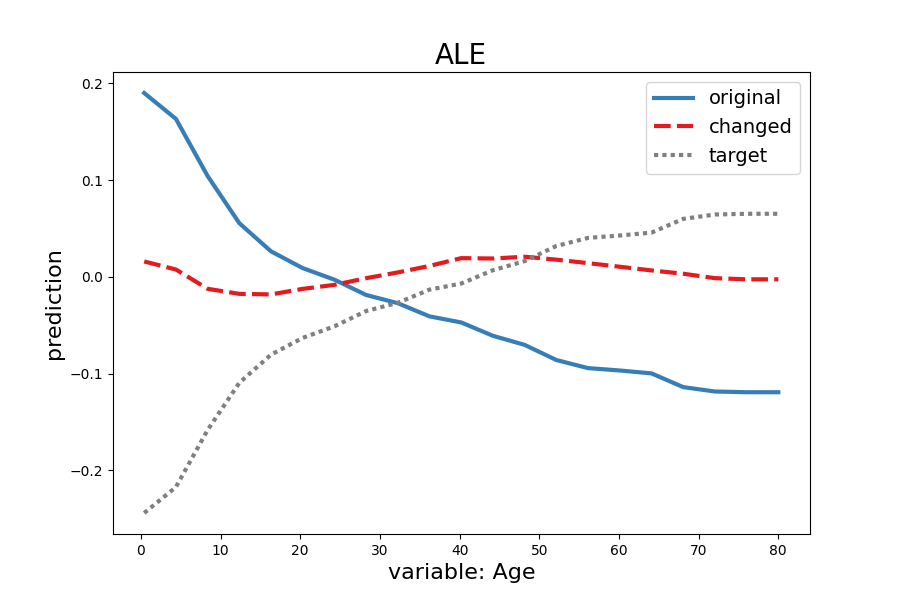 ALE
original
changed
target
0.2
0.1
0.0
−0.1
−0.2
prediction
0 10 20 30 40 50 60 70 80
variable: Age